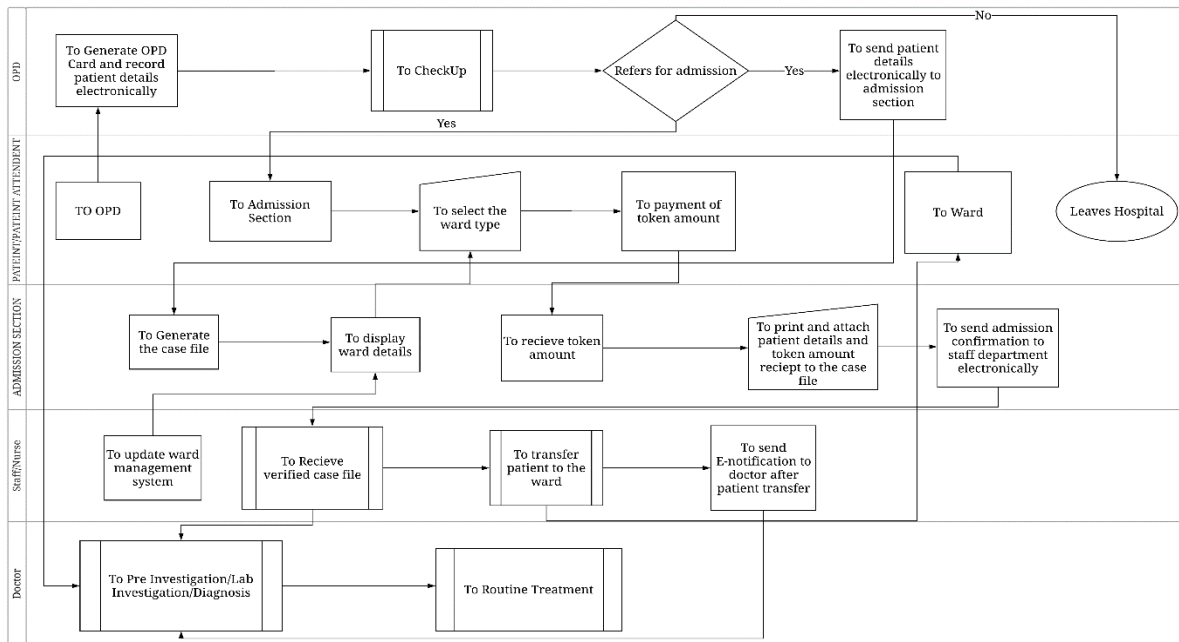 OPD
To Generate OPD
Card and record
patient details
electronically
To CheckUp
Refers for admission
Yes
No
To send patient
details
electronically to
admission
section
Yes
PATEINT/PATEINT ATTENDENT
TO OPD
To Admission
Section
To select the
ward type
To payment of
token amount
To Ward
Leaves Hospital
ADMISSION SECTION
To Generate
the case file
To display
ward details
To recieve token
amount
To print and attach
patient details and
token amount
reciept to the case
file
To send admission
confirmation to
staff department
electronically
Staff/Nurse
To update ward
management
system
To Recieve
verified case file
To transfer
patient to the
ward
To send
E-notification to
doctor after
patient transfer
Doctor
To Pre Investigation/Lab
Investigation/Diagnosis
To Routine Treatment